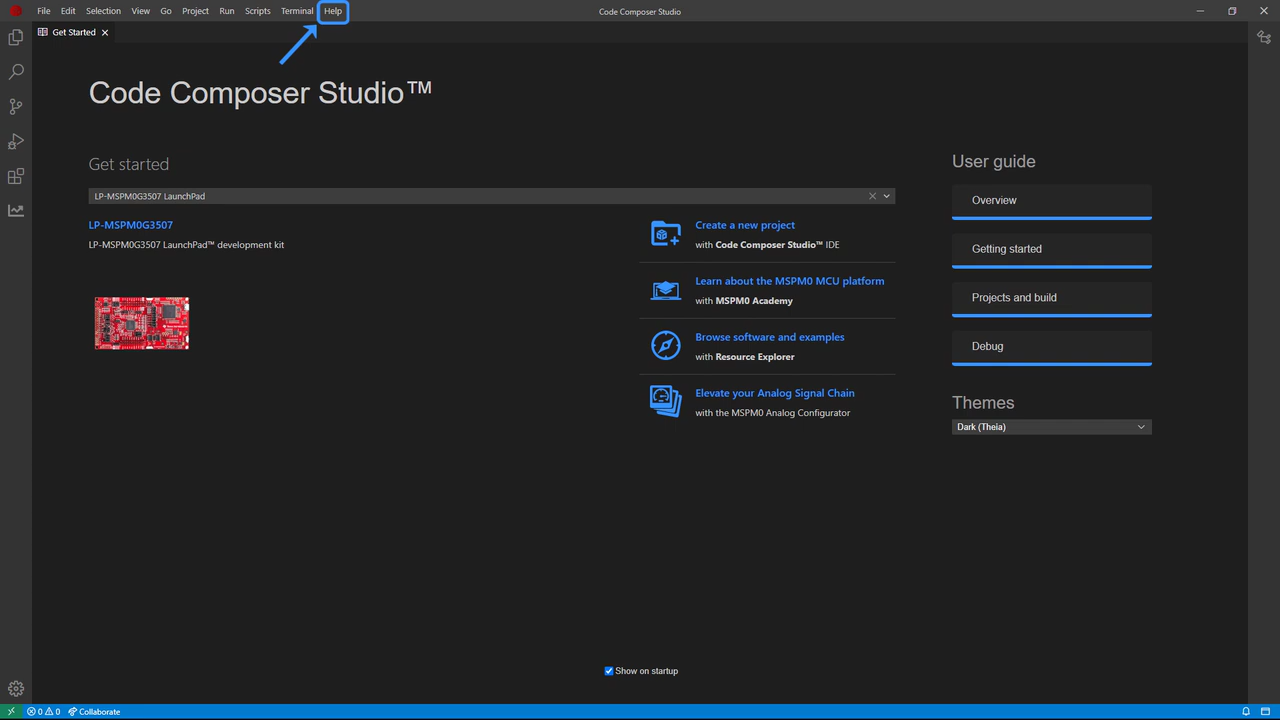 File Edit Selection View Go Project Run Scripts Terminal Help
Code Composer Studio
Get Started
Code Composer Studio™
Get started
LP-MSPM0G3507 LaunchPad
LP-MSPM0G3507
LP-MSPM0G3507 LaunchPad™ development kit
Create a new project
with Code Composer Studio™ IDE
Learn about the MSPM0 MCU platform
with MSPM0 Academy
Browse software and examples
with Resource Explorer
Elevate your Analog Signal Chain
with the MSPM0 Analog Configurator
User guide
Overview
Getting started
Projects and build
Debug
Themes
Dark (Theia)
Show on startup
0 0 Collaborate